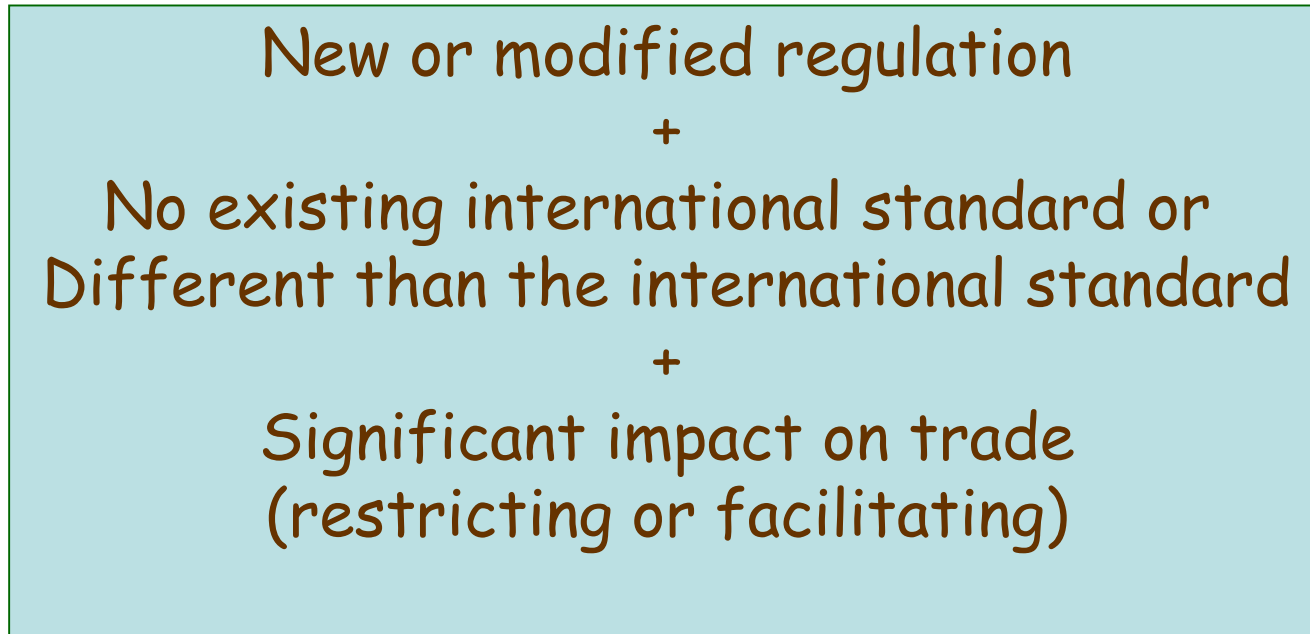 New or modified regulation
+
No existing international standard or
Different than the international standard
+
Significant impact on trade
(restricting or facilitating)